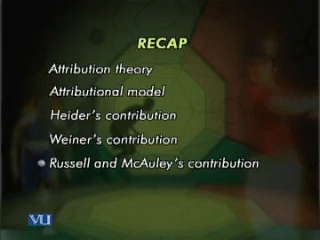 RECAP
Attribution theory
Attributional model
Heider's contribution
Weiner's contribution
Russell and McAuley's contribution
VU